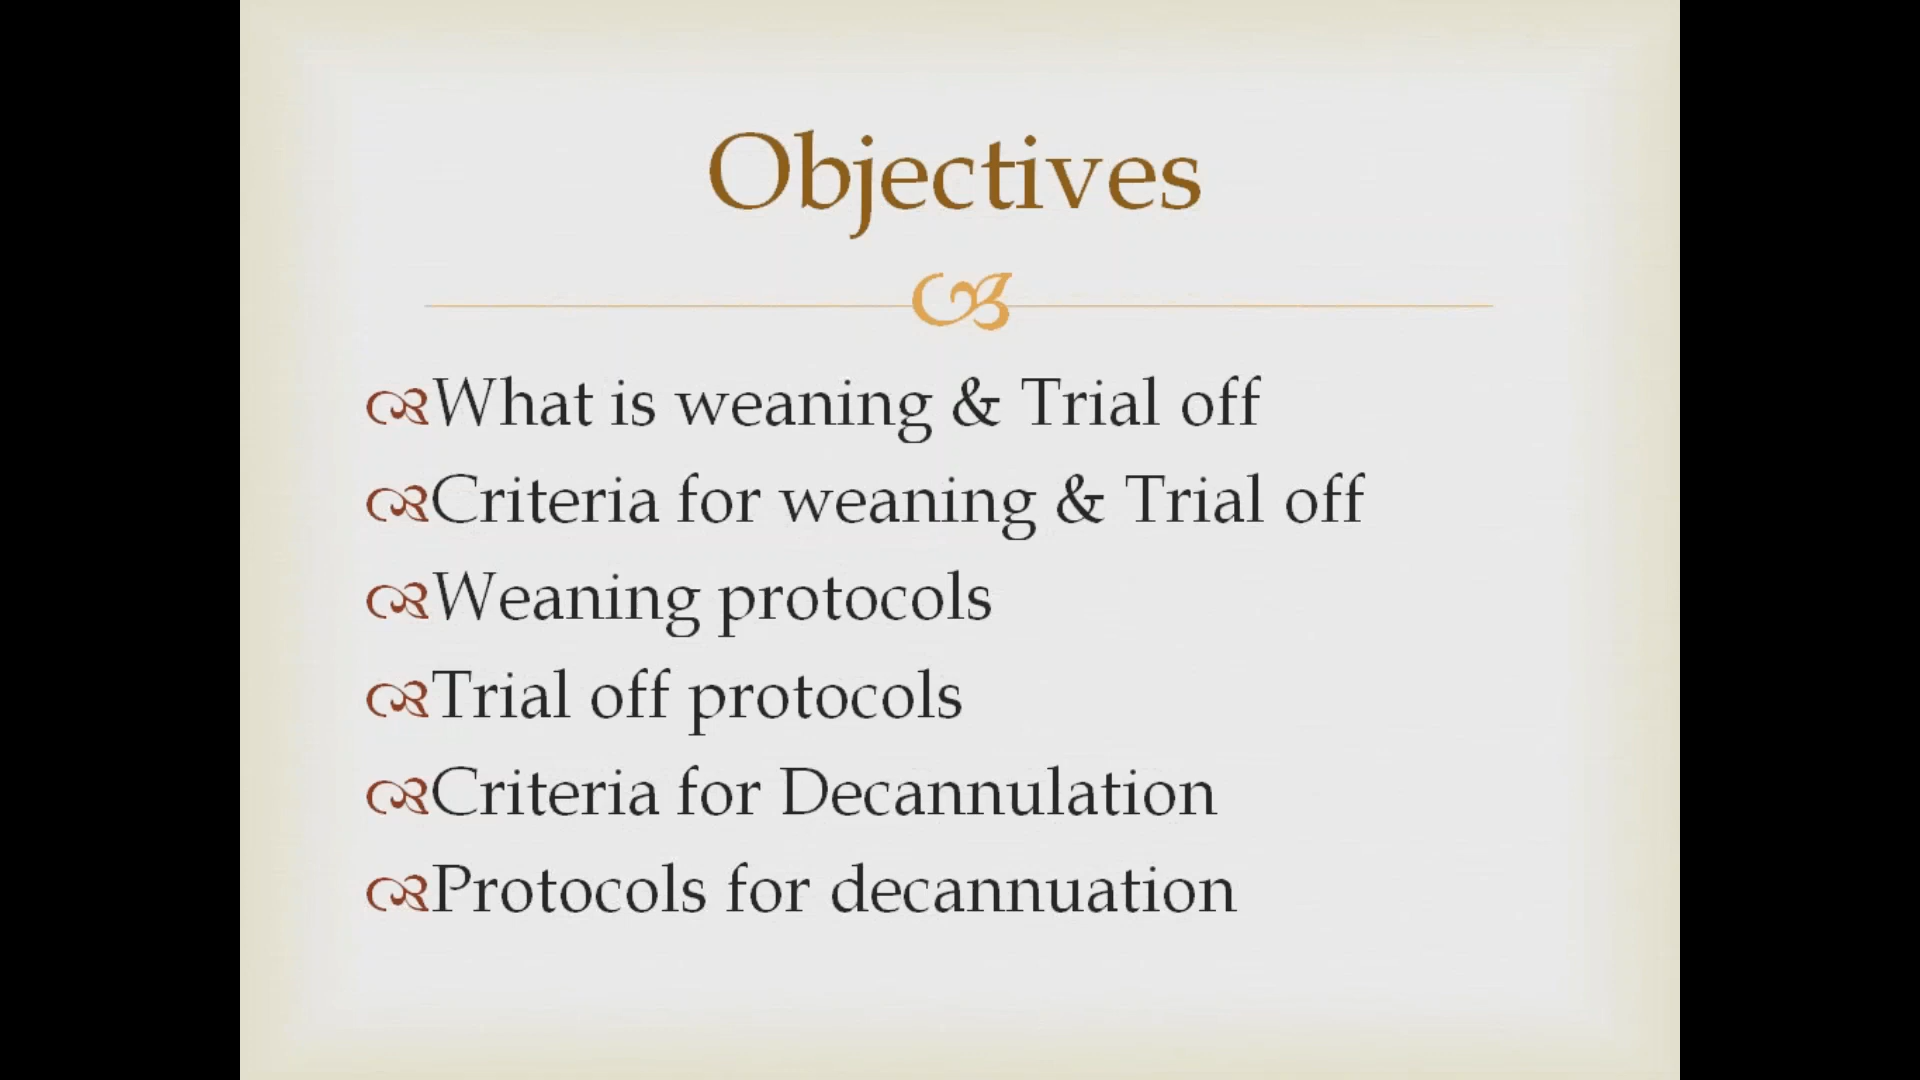 Objectives
What is weaning & Trial off
Criteria for weaning & Trial off
Weaning protocols
Trial off protocols
Criteria for Decannulation
Protocols for decannuation